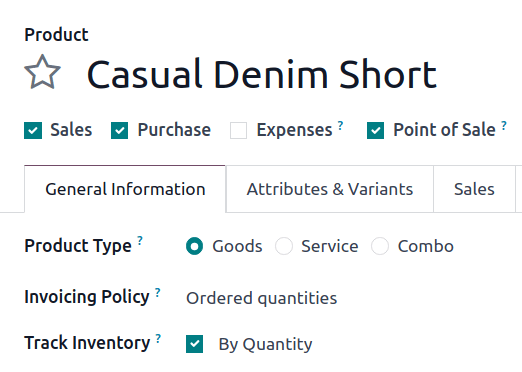 Product
Casual Denim Short
Sales Purchase Expenses ? Point of Sale ?
General Information Attributes & Variants Sales
Product Type ? Goods Service Combo
Invoicing Policy ? Ordered quantities
Track Inventory ? By Quantity